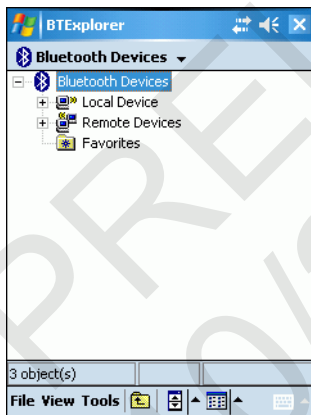 BTExplorer
Bluetooth Devices
Bluetooth Devices
Local Device
Remote Devices
Favorites
3 object(s)
File View Tools